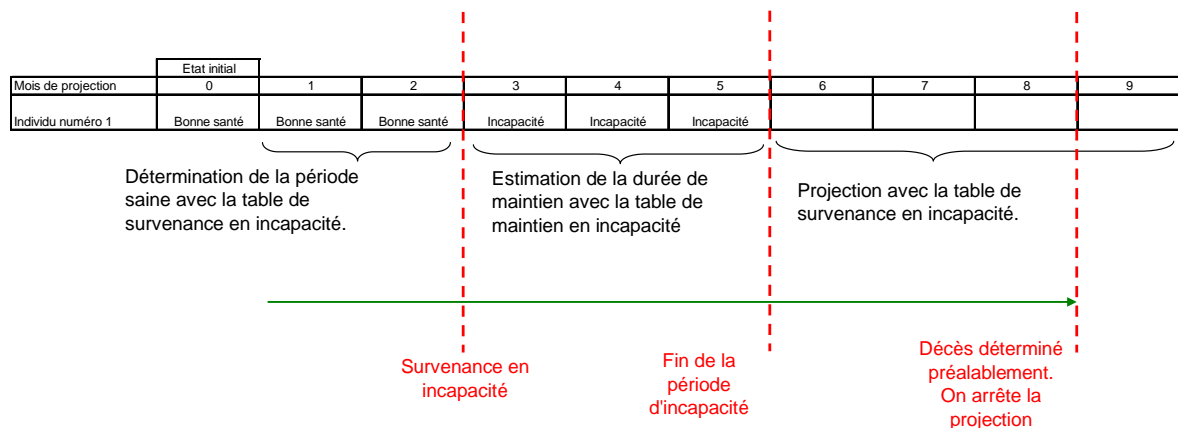 Etat initial
Mois de projection 0 1 2 3 4 5 6 7 8 9
Individu numéro 1 Bonne santé Bonne santé Bonne santé Incapacité Incapacité Incapacité
Détermination de la période
saine avec la table de
survenance en incapacité.
Estimation de la durée de
maintien avec la table de
maintien en incapacité
Projection avec la table de
survenance en incapacité.
Survenance en
incapacité
Fin de la
période
d'incapacité
Décès déterminé
préalablement.
On arrête la
projection